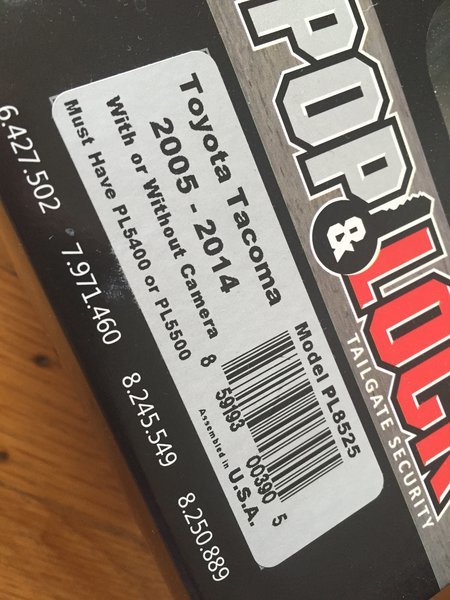 POP & LOCK
TAILGATE SECURITY
Toyota Tacoma
2005 - 2014
With or Without Camera
Must Have PL5400 or PL5500
Model PL8525
8 59193 00390 5
Assembled in U.S.A.
6.427.502 7.971.460 8.245.549 8.250.889